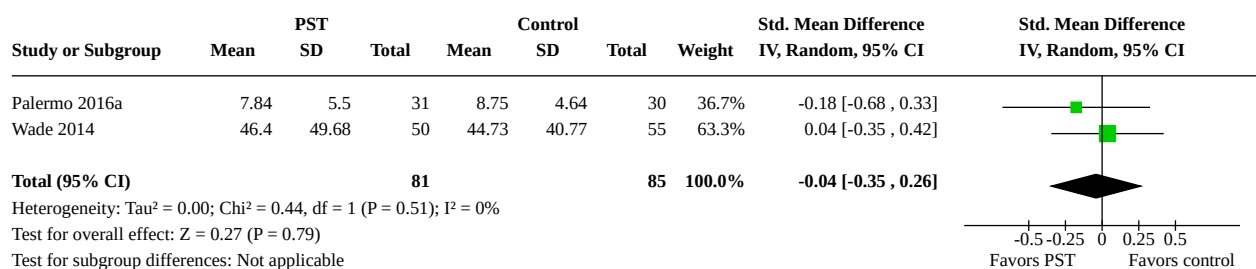 PST Control Std. Mean Difference Std. Mean Difference
Study or Subgroup Mean SD Total Mean SD Total Weight IV, Random, 95% CI IV, Random, 95% CI
Palermo 2016a 7.84 5.5 31 8.75 4.64 30 36.7% -0.18 [-0.68 , 0.33]
Wade 2014 46.4 49.68 50 44.73 40.77 55 63.3% 0.04 [-0.35 , 0.42]
Total (95% CI) 81 85 100.0% -0.04 [-0.35 , 0.26]
Heterogeneity: Tau² = 0.00; Chi² = 0.44, df = 1 (P = 0.51); I² = 0%
Test for overall effect: Z = 0.27 (P = 0.79) -0.5 -0.25 0 0.25 0.5
Test for subgroup differences: Not applicable Favors PST Favors control